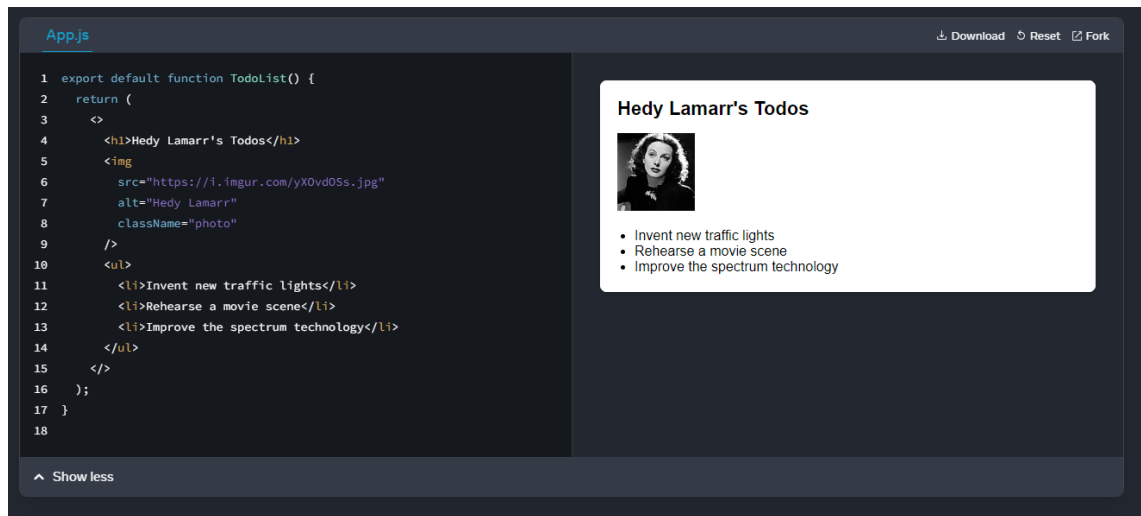 App.js
Download Reset Fork
1 export default function TodoList() {
2 return (
3 <>
4 <h1>Hedy Lamarr's Todos</h1>
5 <img
6 src="https://i.imgur.com/yXOvdOSs.jpg"
7 alt="Hedy Lamarr"
8 className="photo"
9 />
10 <ul>
11 <li>Invent new traffic lights</li>
12 <li>Rehearse a movie scene</li>
13 <li>Improve the spectrum technology</li>
14 </ul>
15 </>
16 );
17 }
18
Hedy Lamarr's Todos
Invent new traffic lights
Rehearse a movie scene
Improve the spectrum technology
Show less